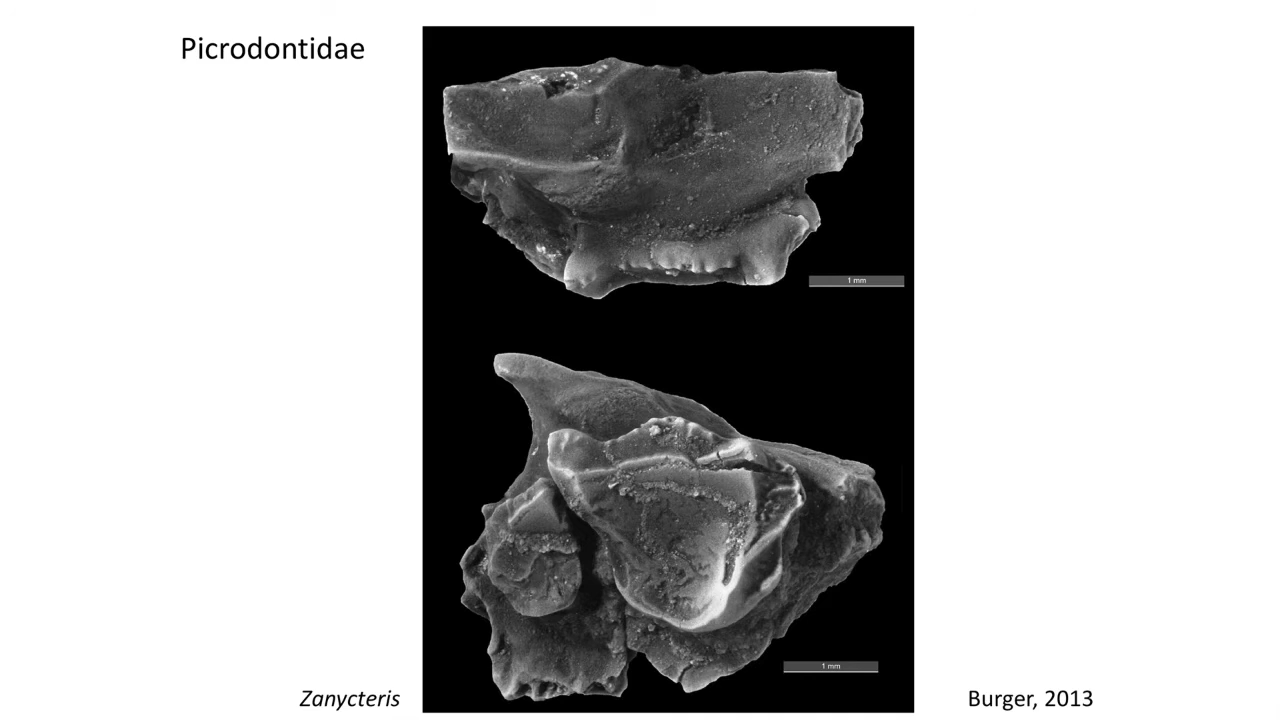 Picrodontidae
1 mm
1 mm
Zanycteris
Burger, 2013